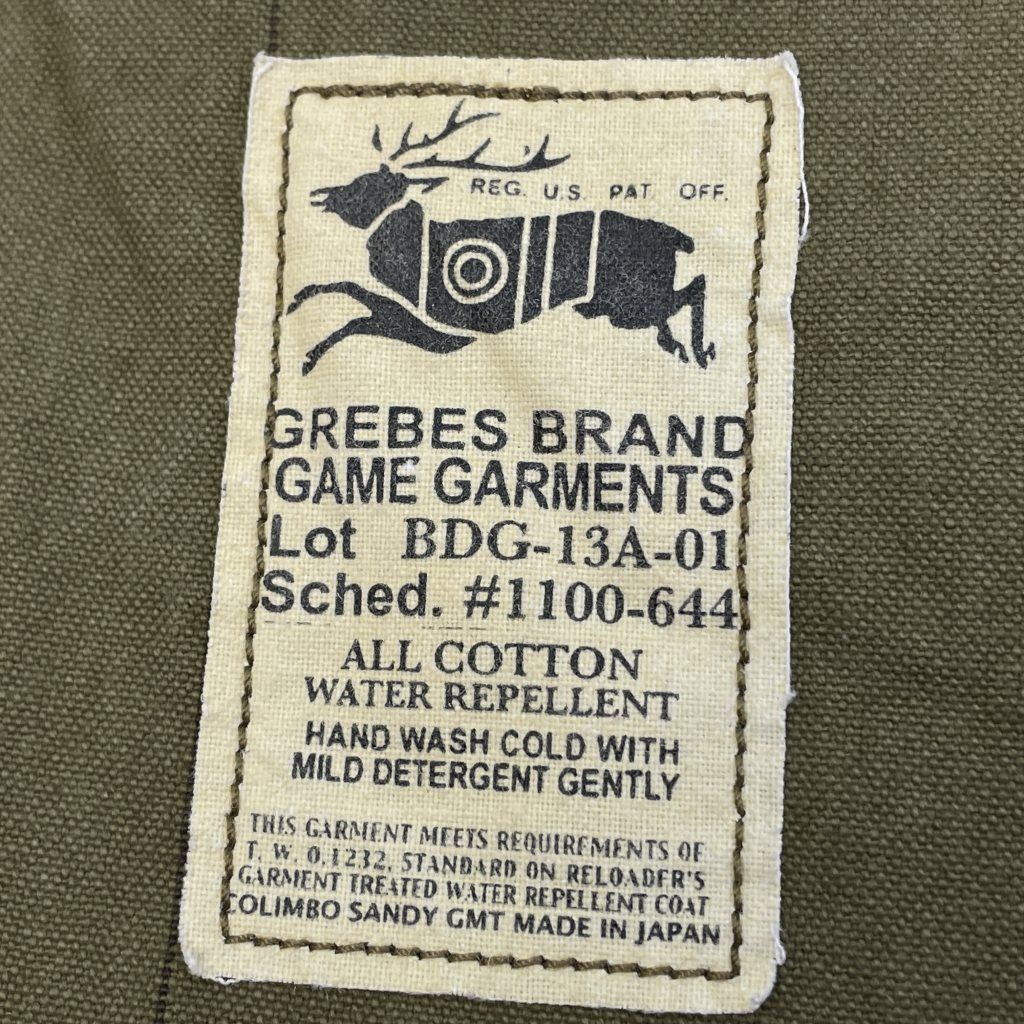 REG. U.S. PAT. OFF.
GREBES BRAND
GAME GARMENTS
Lot BDG-13A-01
Sched. #1100-644
ALL COTTON
WATER REPELLENT
HAND WASH COLD WITH
MILD DETERGENT GENTLY
THIS GARMENT MEETS REQUIREMENTS OF
T. W. 0.1232, STANDARD ON RELOADER'S
GARMENT TREATED WATER REPELLENT COAT
COLIMBO SANDY GMT MADE IN JAPAN